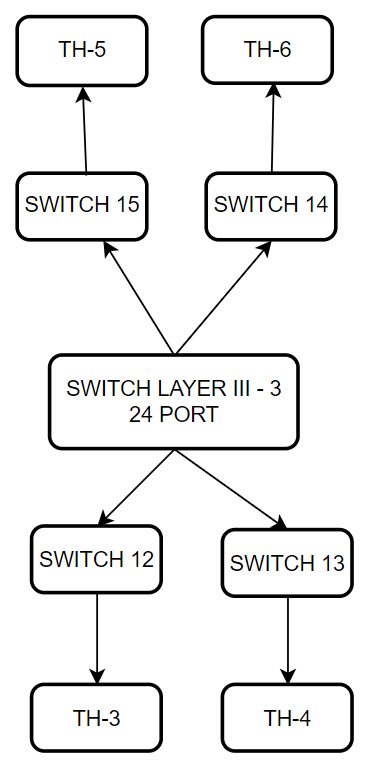 TH-5
TH-6
SWITCH 15
SWITCH 14
SWITCH LAYER III - 3
24 PORT
SWITCH 12
SWITCH 13
TH-3
TH-4